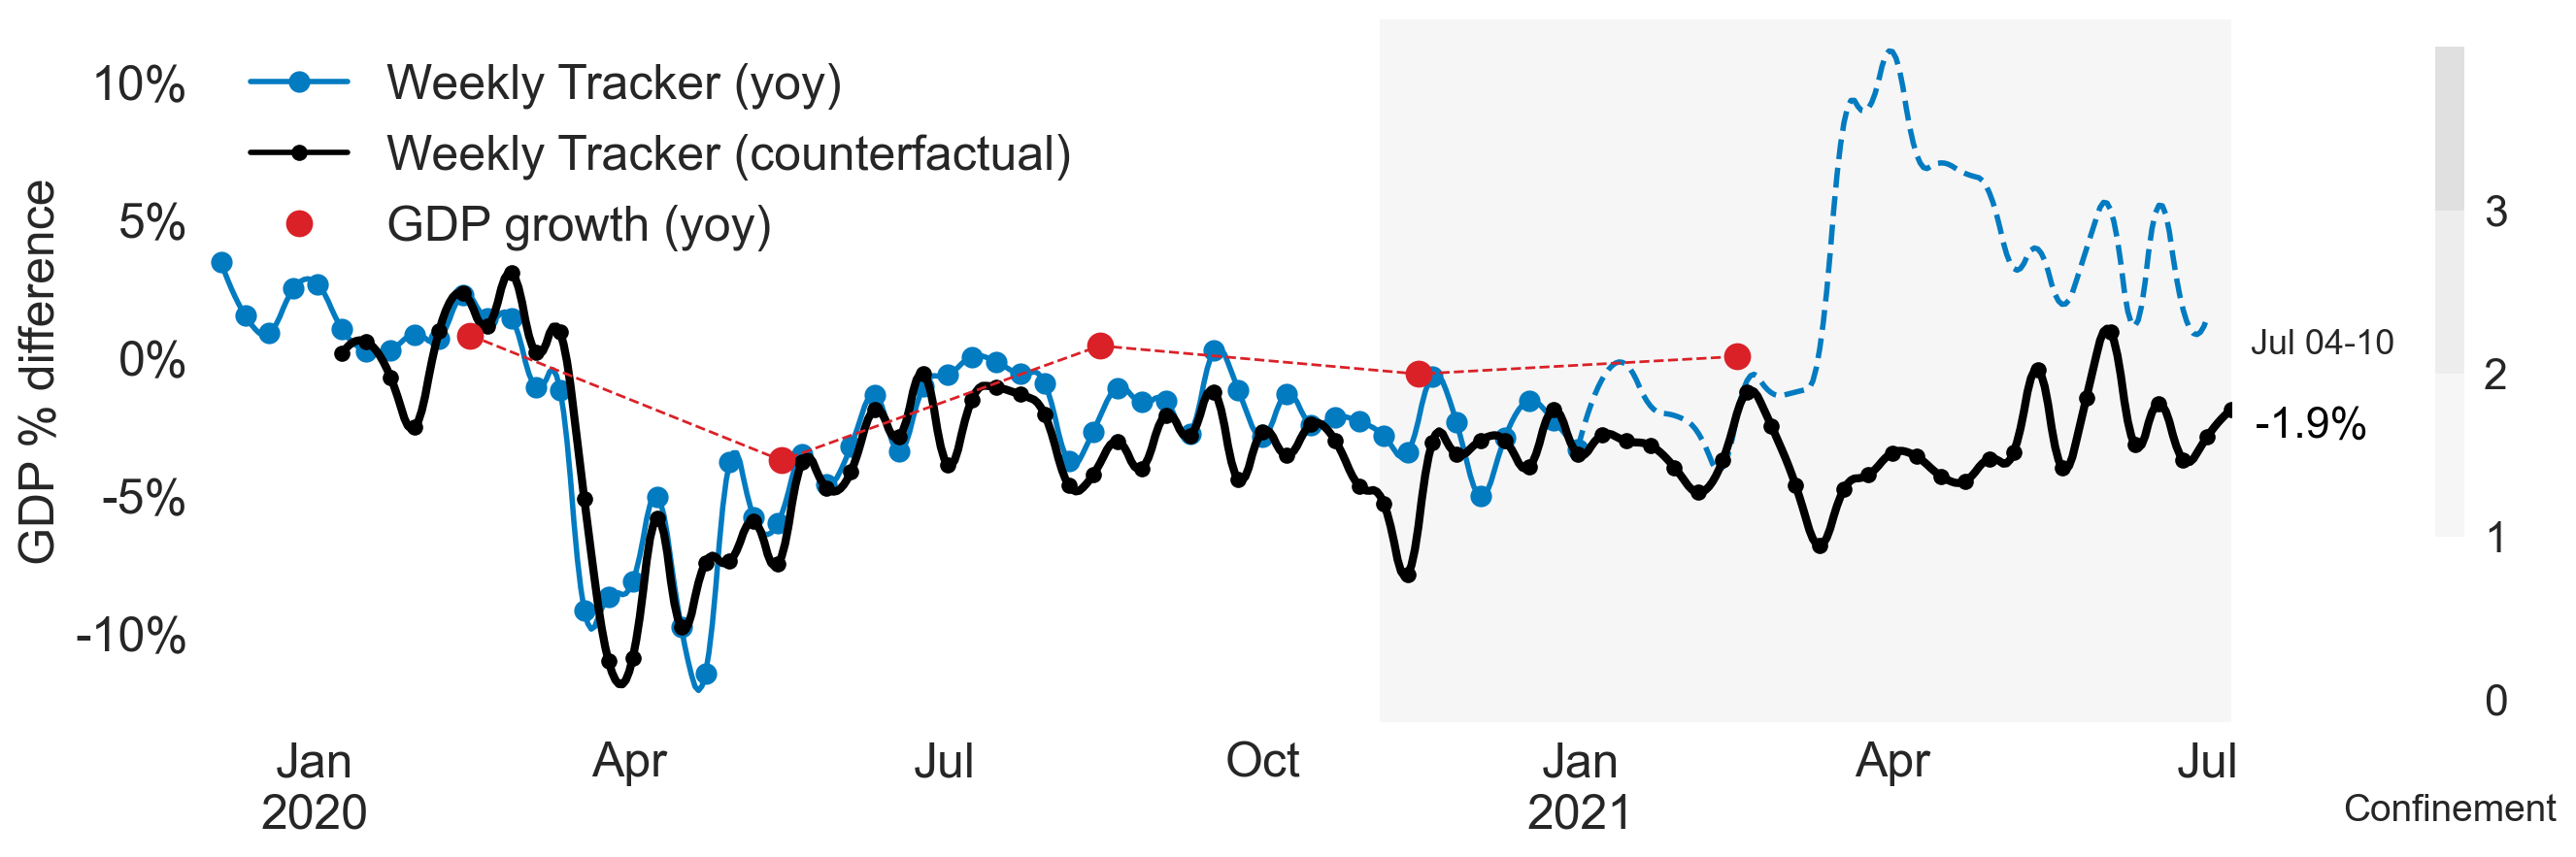 GDP % difference
10%
5%
0%
-5%
-10%
Weekly Tracker (yoy)
Weekly Tracker (counterfactual)
GDP growth (yoy)
Jan
2020
Apr
Jul
Oct
Jan
2021
Apr
Jul
Jul 04-10
-1.9%
3
2
1
0
Confinement